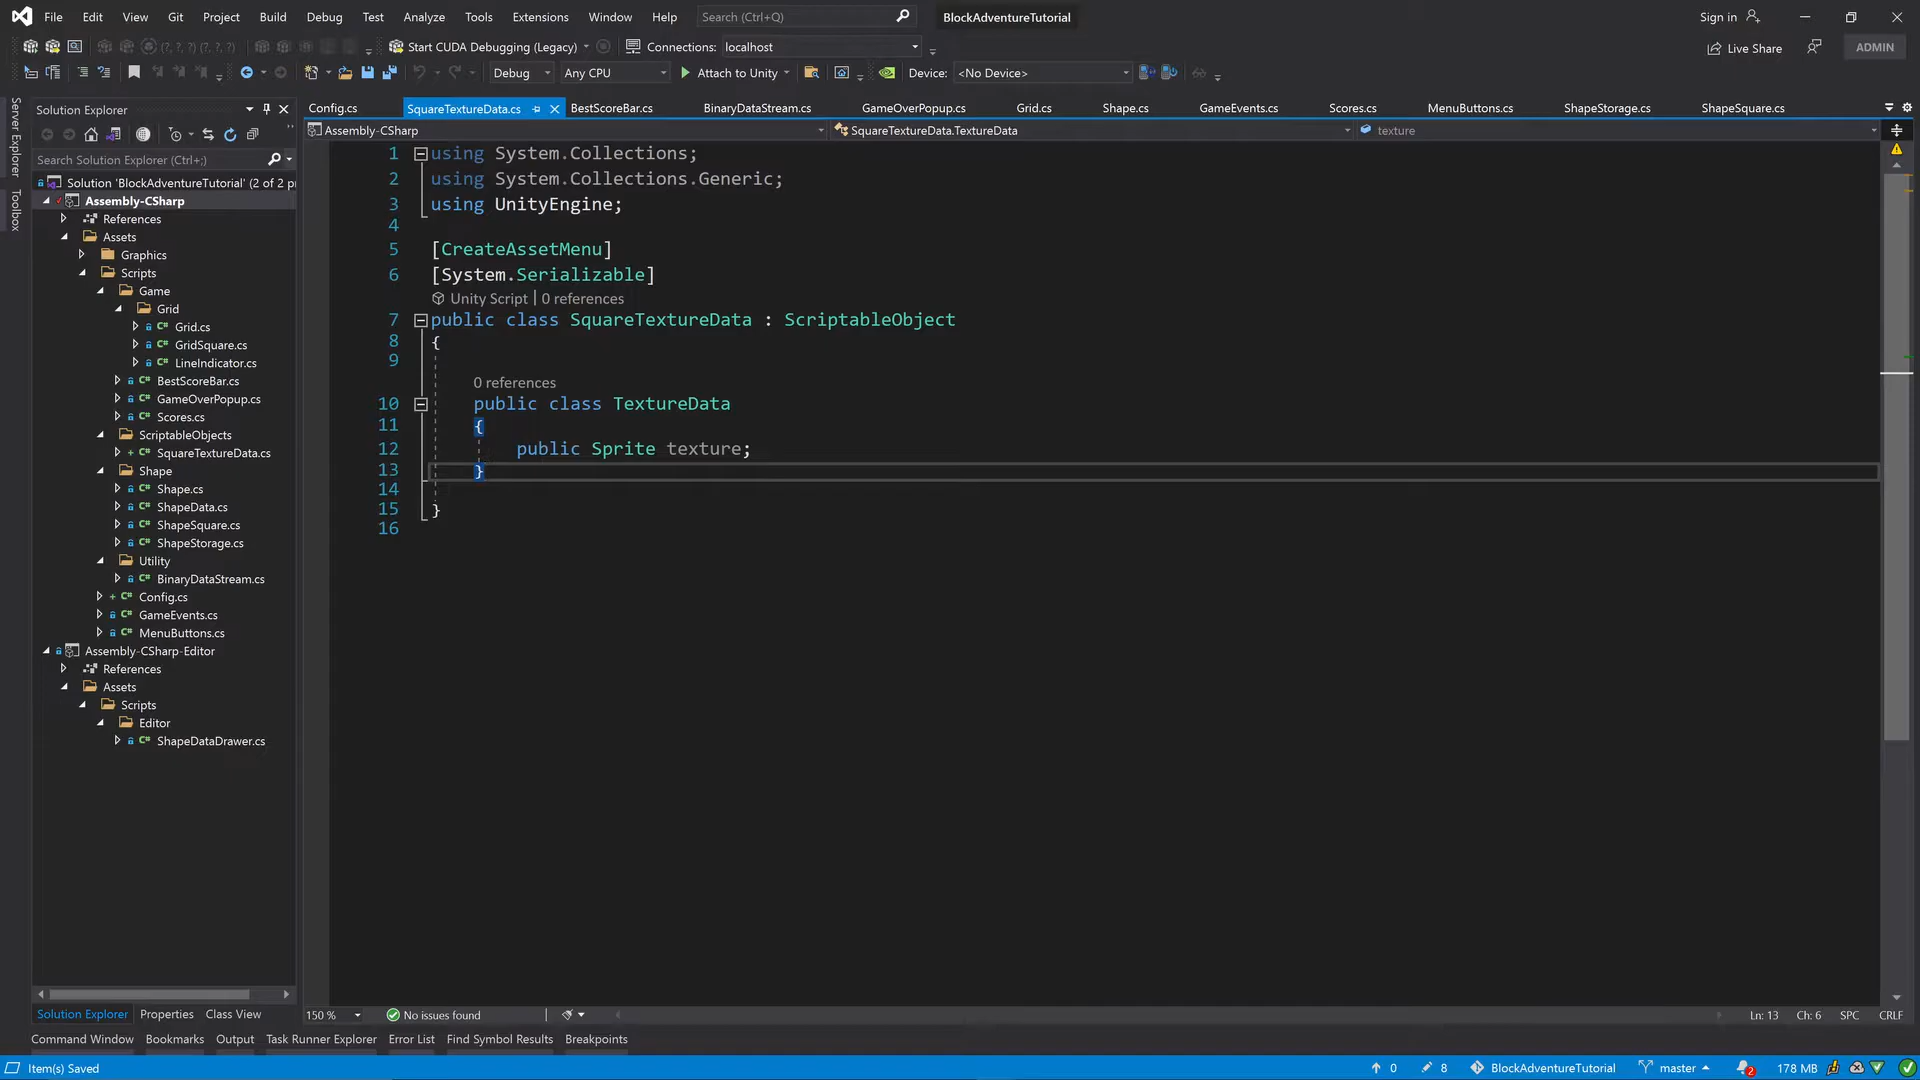 File Edit View Git Project Build Debug Test Analyze Tools Extensions Window Help Search (Ctrl+Q) BlockAdventureTutorial Sign in
Start CUDA Debugging (Legacy) Connections: localhost Live Share ADMIN
Debug Any CPU Attach to Unity Device: <No Device>
Server Explorer
Toolbox
Solution Explorer
Search Solution Explorer (Ctrl+;)
Solution 'BlockAdventureTutorial' (2 of 2 pr
Assembly-CSharp
References
Assets
Graphics
Scripts
Game
Grid
Grid.cs
GridSquare.cs
LineIndicator.cs
BestScoreBar.cs
GameOverPopup.cs
Scores.cs
ScriptableObjects
SquareTextureData.cs
Shape
Shape.cs
ShapeData.cs
ShapeSquare.cs
ShapeStorage.cs
Utility
BinaryDataStream.cs
Config.cs
GameEvents.cs
MenuButtons.cs
Assembly-CSharp-Editor
References
Assets
Scripts
Editor
ShapeDataDrawer.cs
Solution Explorer Properties Class View
Config.cs SquareTextureData.cs BestScoreBar.cs BinaryDataStream.cs GameOverPopup.cs Grid.cs Shape.cs GameEvents.cs Scores.cs MenuButtons.cs ShapeStorage.cs ShapeSquare.cs
Assembly-CSharp SquareTextureData.TextureData texture
1 using System.Collections;
2 using System.Collections.Generic;
3 using UnityEngine;
4
5 [CreateAssetMenu]
6 [System.Serializable]
Unity Script | 0 references
7 public class SquareTextureData : ScriptableObject
8 {
9
0 references
10 public class TextureData
11 {
12 public Sprite texture;
13 }
14
15 }
16
150 % No issues found Ln: 13 Ch: 6 SPC CRLF
Command Window Bookmarks Output Task Runner Explorer Error List Find Symbol Results Breakpoints
Item(s) Saved 0 8 BlockAdventureTutorial master 2 178 MB